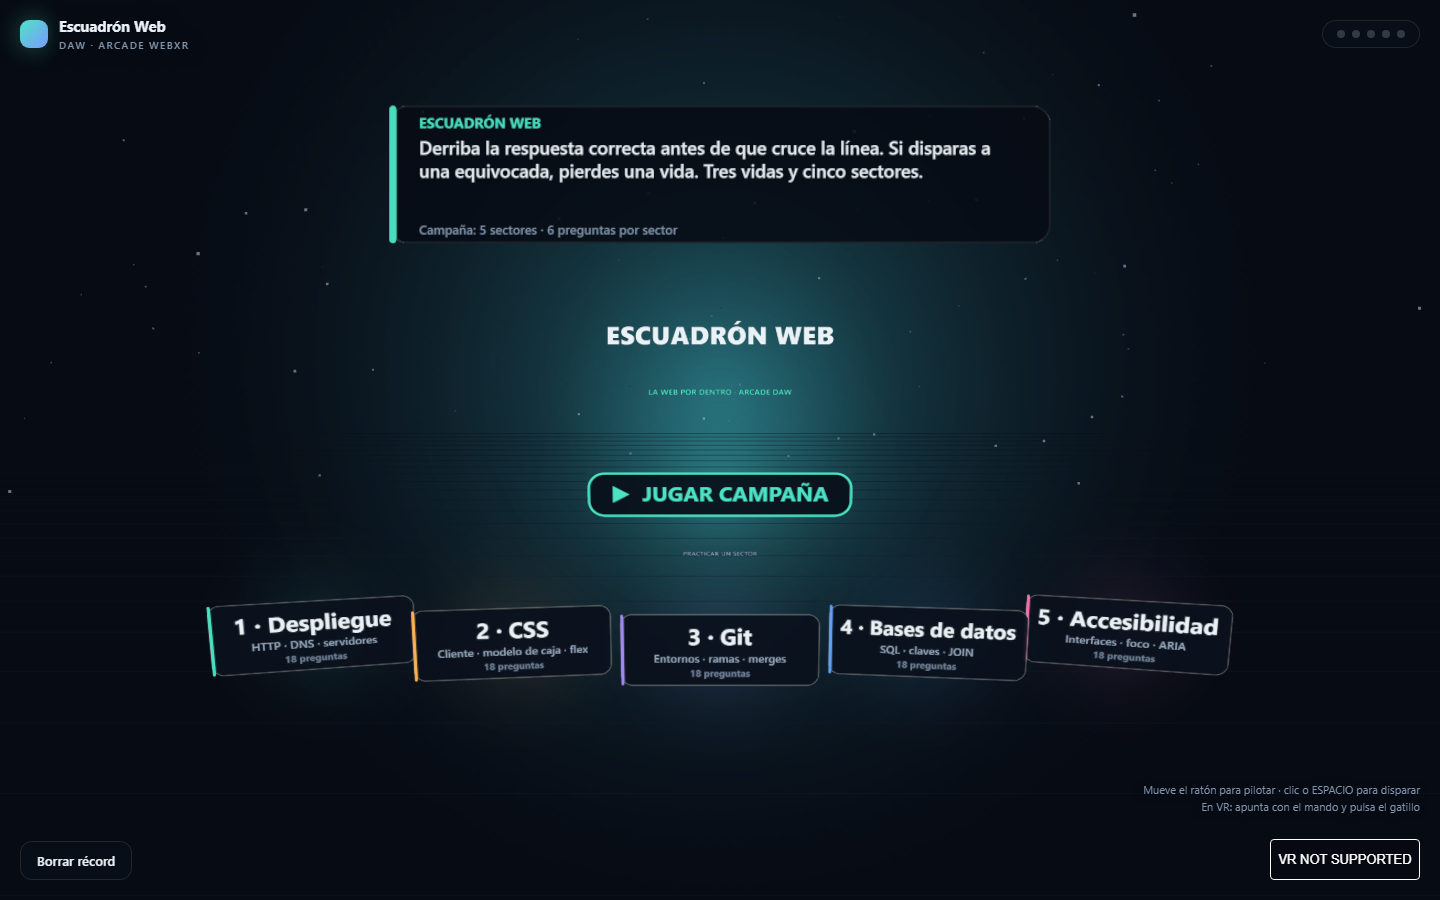 Escuadrón Web
DAW · ARCADE WEBXR
ESCUADRÓN WEB
Derriba la respuesta correcta antes de que cruce la línea. Si disparas a
una equivocada, pierdes una vida. Tres vidas y cinco sectores.
Campaña: 5 sectores · 6 preguntas por sector
ESCUADRÓN WEB
LA WEB POR DENTRO · ARCADE DAW
▶ JUGAR CAMPAÑA
PRACTICAR UN SECTOR
1 · Despliegue
HTTP · DNS · servidores
18 preguntas
2 · CSS
Cliente · modelo de caja · flex
18 preguntas
3 · Git
Entornos · ramas · merges
18 preguntas
4 · Bases de datos
SQL · claves · JOIN
18 preguntas
5 · Accesibilidad
Interfaces · foco · ARIA
18 preguntas
Mueve el ratón para pilotar · clic o ESPACIO para disparar
En VR: apunta con el mando y pulsa el gatillo
Borrar récord
VR NOT SUPPORTED